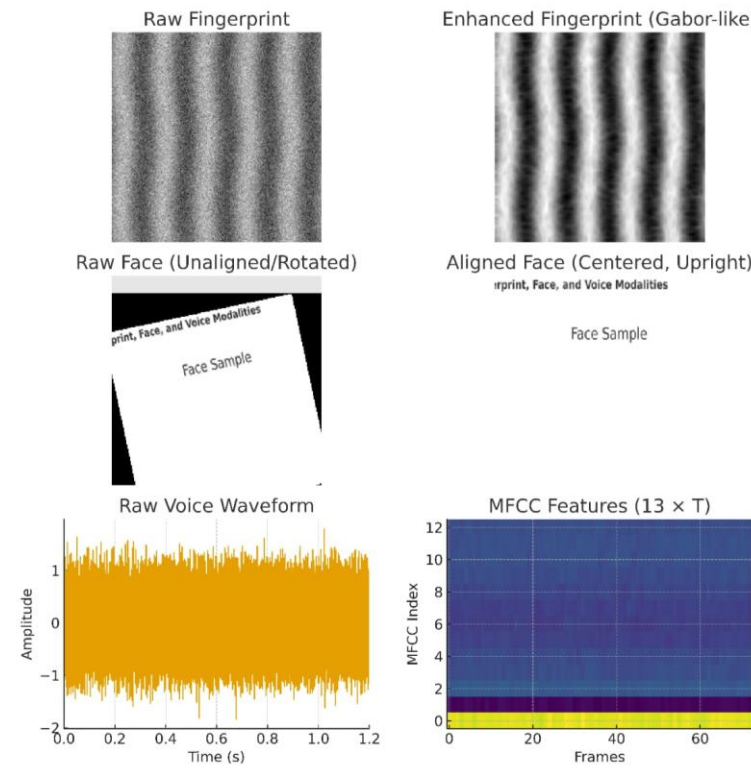 Raw Fingerprint
Enhanced Fingerprint (Gabor-like
Raw Face (Unaligned/Rotated)
Aligned Face (Centered, Upright)
print, Face, and Voice Modalities
Face Sample
rprint, Face, and Voice Modalities
Face Sample
Raw Voice Waveform
MFCC Features (13 × T)
Amplitude
1
0
−1
−2
0.0 0.2 0.4 0.6 0.8 1.0 1.2
Time (s)
MFCC Index
12
10
8
6
4
2
0
0 20 40 60
Frames